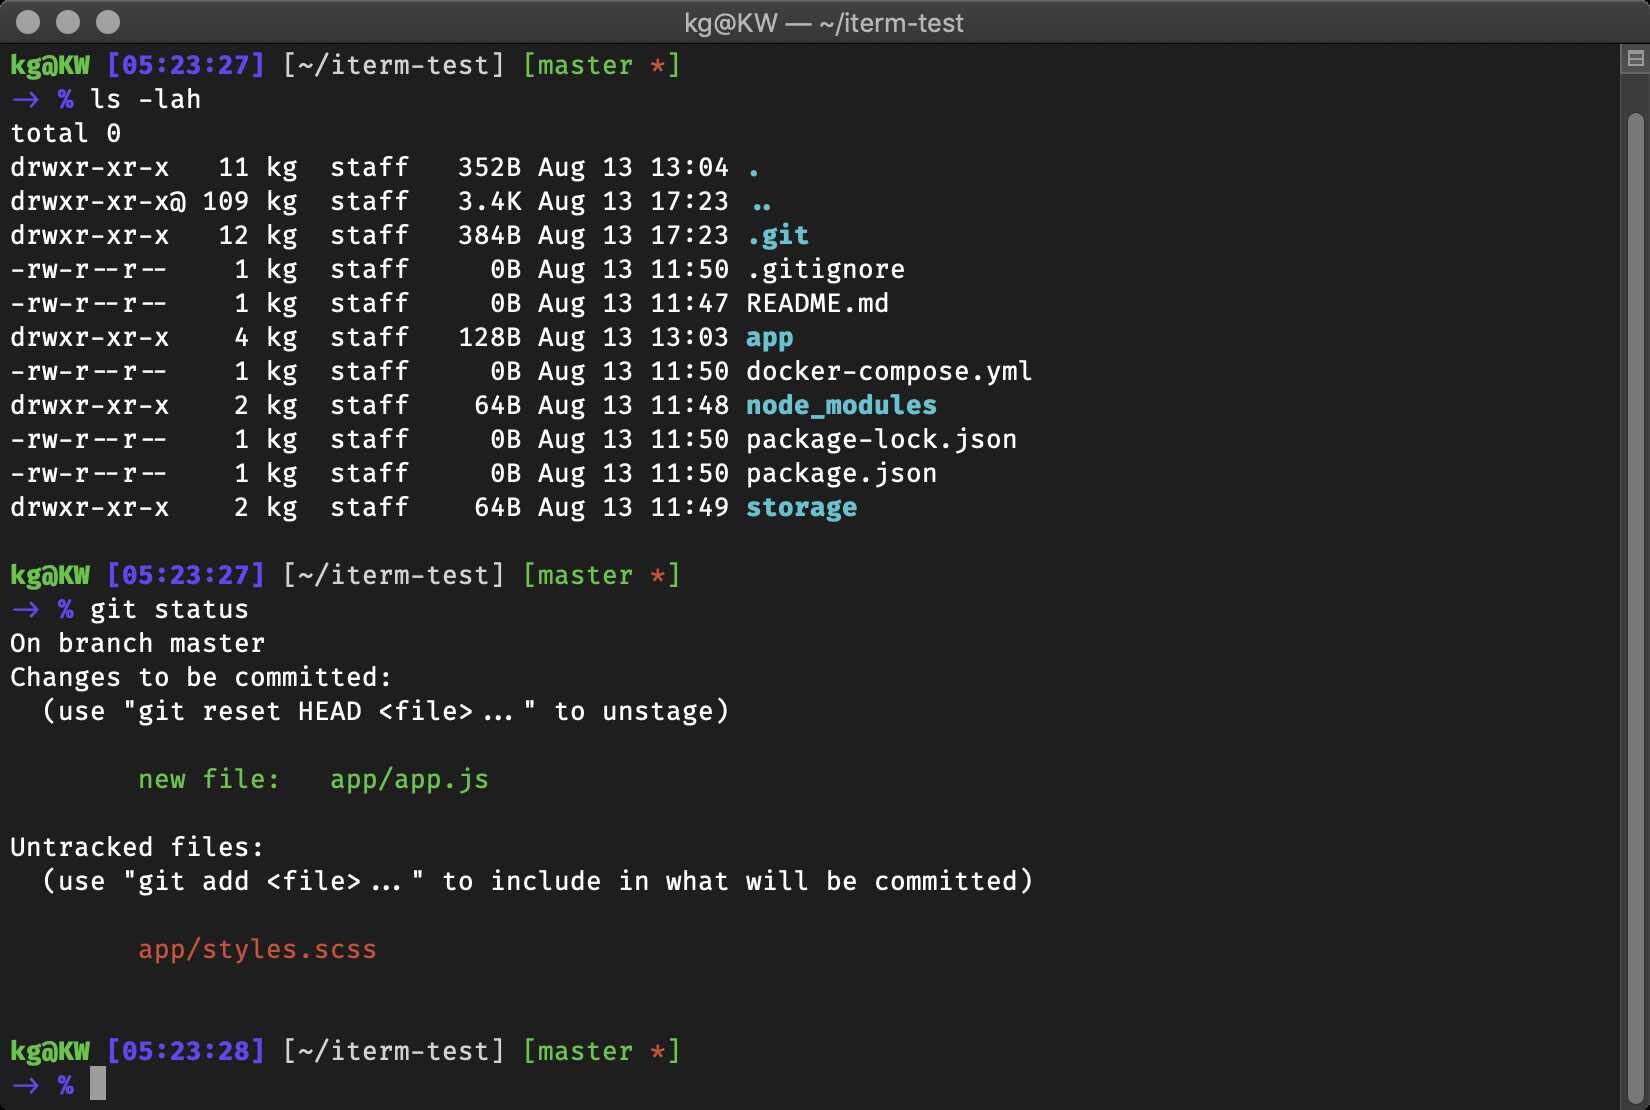 kg@KW — ~/iterm-test
kg@KW [05:23:27] [~/iterm-test] [master *]
-> % ls -lah
total 0
drwxr-xr-x   11 kg  staff   352B Aug 13 13:04 .
drwxr-xr-x@ 109 kg  staff   3.4K Aug 13 17:23 ..
drwxr-xr-x   12 kg  staff   384B Aug 13 17:23 .git
-rw-r--r--    1 kg  staff     0B Aug 13 11:50 .gitignore
-rw-r--r--    1 kg  staff     0B Aug 13 11:47 README.md
drwxr-xr-x    4 kg  staff   128B Aug 13 13:03 app
-rw-r--r--    1 kg  staff     0B Aug 13 11:50 docker-compose.yml
drwxr-xr-x    2 kg  staff    64B Aug 13 11:48 node_modules
-rw-r--r--    1 kg  staff     0B Aug 13 11:50 package-lock.json
-rw-r--r--    1 kg  staff     0B Aug 13 11:50 package.json
drwxr-xr-x    2 kg  staff    64B Aug 13 11:49 storage
kg@KW [05:23:27] [~/iterm-test] [master *]
-> % git status
On branch master
Changes to be committed:
  (use "git reset HEAD <file>..." to unstage)
        new file:   app/app.js
Untracked files:
  (use "git add <file>..." to include in what will be committed)
        app/styles.scss
kg@KW [05:23:28] [~/iterm-test] [master *]
-> %